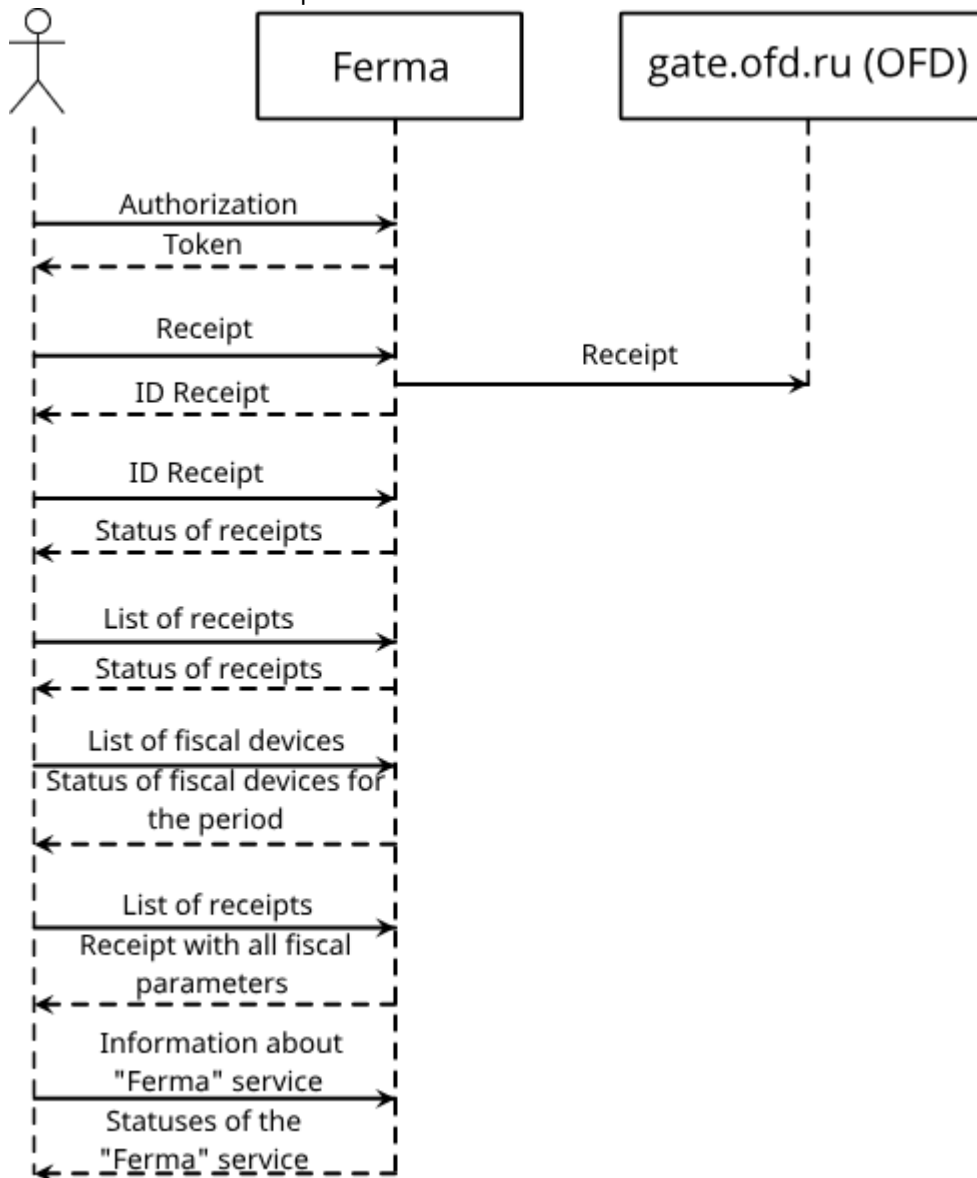 Ferma
gate.ofd.ru (OFD)
Authorization
Token
Receipt
Receipt
ID Receipt
ID Receipt
Status of receipts
List of receipts
Status of receipts
List of fiscal devices
Status of fiscal devices for
the period
List of receipts
Receipt with all fiscal
parameters
Information about
"Ferma" service
Statuses of the
"Ferma" service